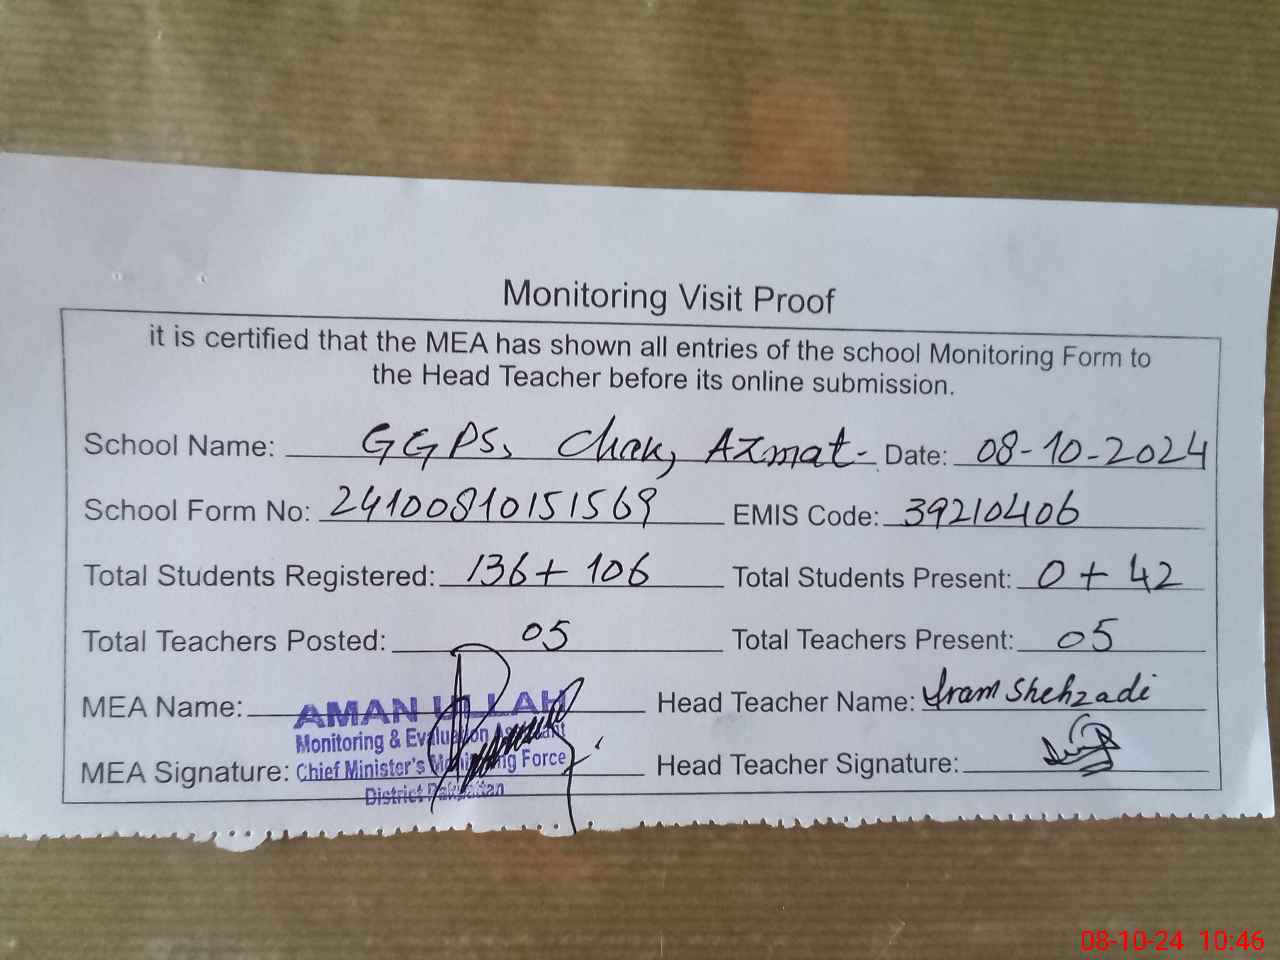 Monitoring Visit Proof
it is certified that the MEA has shown all entries of the school Monitoring Form to
the Head Teacher before its online submission.
School Name: GGPS, Chak, Azmat- Date: 08-10-2024
School Form No: 24100810151569 EMIS Code: 39210406
Total Students Registered: 136+ 106 Total Students Present: 0 + 42
Total Teachers Posted: 05 Total Teachers Present: 05
MEA Name: AMAN ULLAH Head Teacher Name: Iram Shehzadi
Monitoring & Evaluation Assistant
MEA Signature: Chief Minister's Monitoring Force Head Teacher Signature:
District Pakpattan
08-10-24 10:46